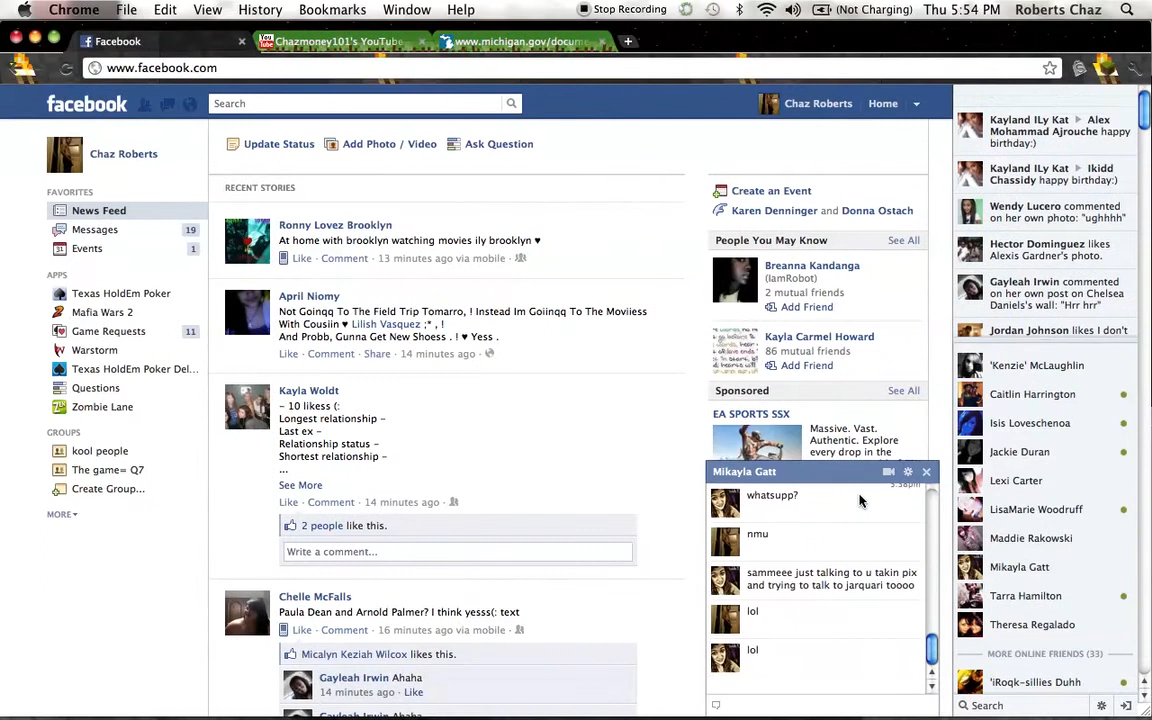 Chrome File Edit View History Bookmarks Window Help Stop Recording (Not Charging) Thu 5:54 PM Roberts Chaz
Facebook
Chazmoney101's YouTube
www.michigan.gov/docume
www.facebook.com
facebook
Search
Chaz Roberts
Home
Chaz Roberts
FAVORITES
News Feed
Messages 19
Events 1
APPS
Texas HoldEm Poker
Mafia Wars 2
Game Requests 11
Warstorm
Texas HoldEm Poker Del...
Questions
Zombie Lane
GROUPS
kool people
The game= Q7
Create Group...
MORE
Update Status Add Photo / Video Ask Question
RECENT STORIES
Ronny Lovez Brooklyn
At home with brooklyn watching movies ily brooklyn ♥
Like · Comment · 13 minutes ago via mobile ·
April Niomy
Not Goinqq To The Field Trip Tomarro, ! Instead Im Goiinqq To The Moviess
With Cousiin ♥ Lilish Vasquez ;* , !
And Probb, Gunna Get New Shoess . ! ♥ Yess .
Like · Comment · Share · 14 minutes ago ·
Kayla Woldt
- 10 likess (:
Longest relationship -
Last ex -
Relationship status -
Shortest relationship -
...
See More
Like · Comment · 14 minutes ago ·
2 people like this.
Write a comment...
Chelle McFalls
Paula Dean and Arnold Palmer? I think yesss(: text
Like · Comment · 16 minutes ago via mobile ·
Micalyn Keziah Wilcox likes this.
Gayleah Irwin Ahaha
14 minutes ago · Like
Create an Event
Karen Denninger and Donna Ostach
People You May Know See All
Breanna Kandanga
(IamRobot)
2 mutual friends
Add Friend
Kayla Carmel Howard
86 mutual friends
Add Friend
Sponsored See All
EA SPORTS SSX
Massive. Vast.
Authentic. Explore
every drop in the
Mikayla Gatt
5:38pm
whatsupp?
nmu
sammeee just talking to u takin pix
and trying to talk to jarquari toooo
lol
lol
Kayland ILy Kat ▶ Alex
Mohammad Ajrouche happy
birthday:)
Kayland ILy Kat ▶ Ikidd
Chassidy happy birthday:)
Wendy Lucero commented
on her own photo: "ughhhh"
Hector Dominguez likes
Alexis Gardner's photo.
Gayleah Irwin commented
on her own post on Chelsea
Daniels's wall: "Hrr hrr"
Jordan Johnson likes I don't
'Kenzie' McLaughlin
Caitlin Harrington
Isis Loveschenoa
Jackie Duran
Lexi Carter
LisaMarie Woodruff
Maddie Rakowski
Mikayla Gatt
Tarra Hamilton
Theresa Regalado
MORE ONLINE FRIENDS (33)
'iRoqk-sillies Duhh
Search